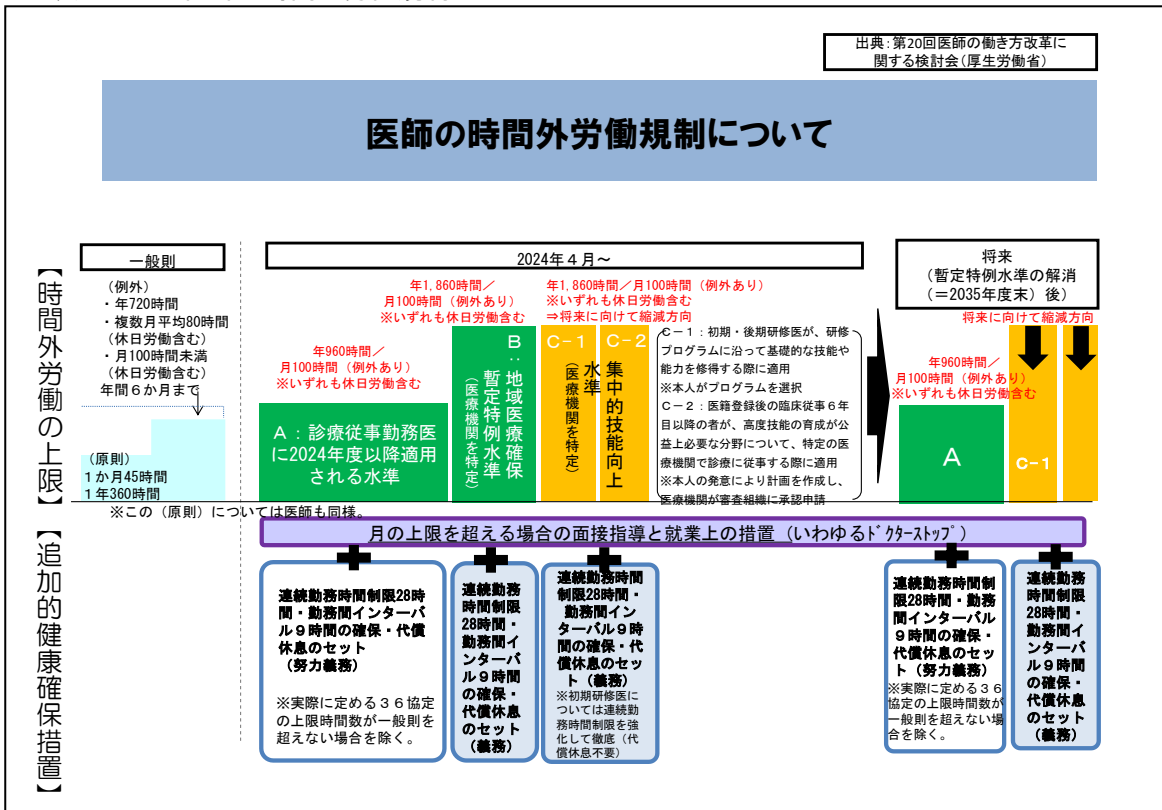 出典：第20回医師の働き方改革に
関する検討会（厚生労働省）
医師の時間外労働規制について
【時間外労働の上限】
一般則
（例外）
・年720時間
・複数月平均80時間
（休日労働含む）
・月100時間未満
（休日労働含む）
年間６か月まで
（原則）
１か月45時間
１年360時間
※この（原則）については医師も同様。
2024年４月～
年960時間／
月100時間（例外あり）
※いずれも休日労働含む
Ａ：診療従事勤務医
に2024年度以降適用
される水準
年1,860時間／
月100時間（例外あり）
※いずれも休日労働含む
Ｂ：地域医療確保
暫定特例水準
（医療機関を特定）
年1,860時間／月100時間（例外あり）
※いずれも休日労働含む
⇒将来に向けて縮減方向
Ｃ－１
Ｃ－２
集中的技能向上
水準
（医療機関を特定）
Ｃ－１：初期・後期研修医が、研修
プログラムに沿って基礎的な技能や
能力を修得する際に適用
※本人がプログラムを選択
Ｃ－２：医籍登録後の臨床従事６年
目以降の者が、高度技能の育成が公
益上必要な分野について、特定の医
療機関で診療に従事する際に適用
※本人の発意により計画を作成し、
医療機関が審査組織に承認申請
将来
（暫定特例水準の解消
（＝2035年度末）後）
将来に向けて縮減方向
年960時間／
月100時間（例外あり）
※いずれも休日労働含む
Ａ
Ｃ－１
【追加的健康確保措置】
月の上限を超える場合の面接指導と就業上の措置（いわゆるﾄﾞｸﾀｰｽﾄｯﾌﾟ）
連続勤務時間制限28時
間・勤務間インターバ
ル９時間の確保・代償
休息のセット
（努力義務）
※実際に定める３６協定
の上限時間数が一般則を
超えない場合を除く。
連続勤務時
間制限
28時間・
勤務間イ
ンターバ
ル９時間
の確保・
代償休息
のセット
（義務）
連続勤務時間
制限28時間・
勤務間イン
ターバル９時
間の確保・代
償休息のセッ
ト（義務）
※初期研修医に
ついては連続勤
務時間制限を強
化して徹底（代
償休息不要）
連続勤務時間制
限28時間・勤務
間インターバル
９時間の確保・
代償休息のセッ
ト（努力義務）
※実際に定める３６
協定の上限時間数が
一般則を超えない場
合を除く。
連続勤務
時間制限
28時間・
勤務間イ
ンターバ
ル９時間
の確保・
代償休息
のセット
（義務）